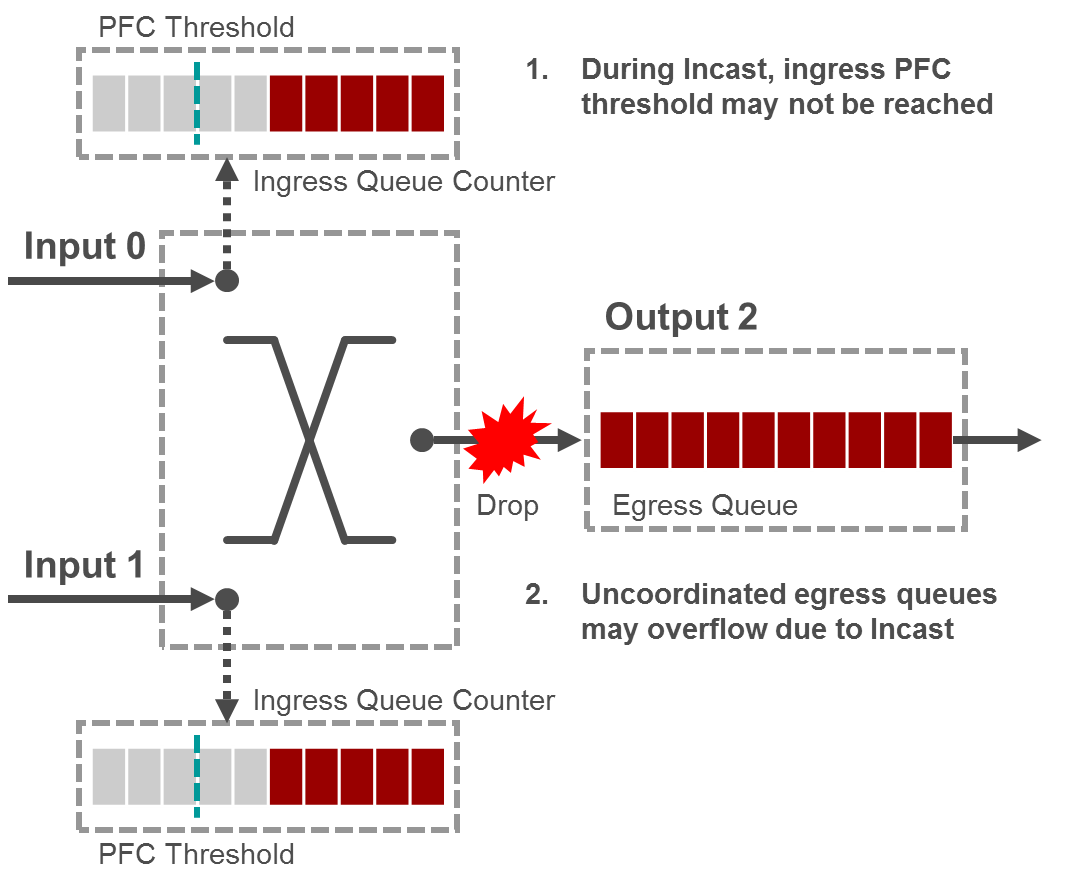 PFC Threshold
1. During Incast, ingress PFC
threshold may not be reached
Ingress Queue Counter
Input 0
Output 2
Drop
Egress Queue
Input 1
2. Uncoordinated egress queues
may overflow due to Incast
Ingress Queue Counter
PFC Threshold